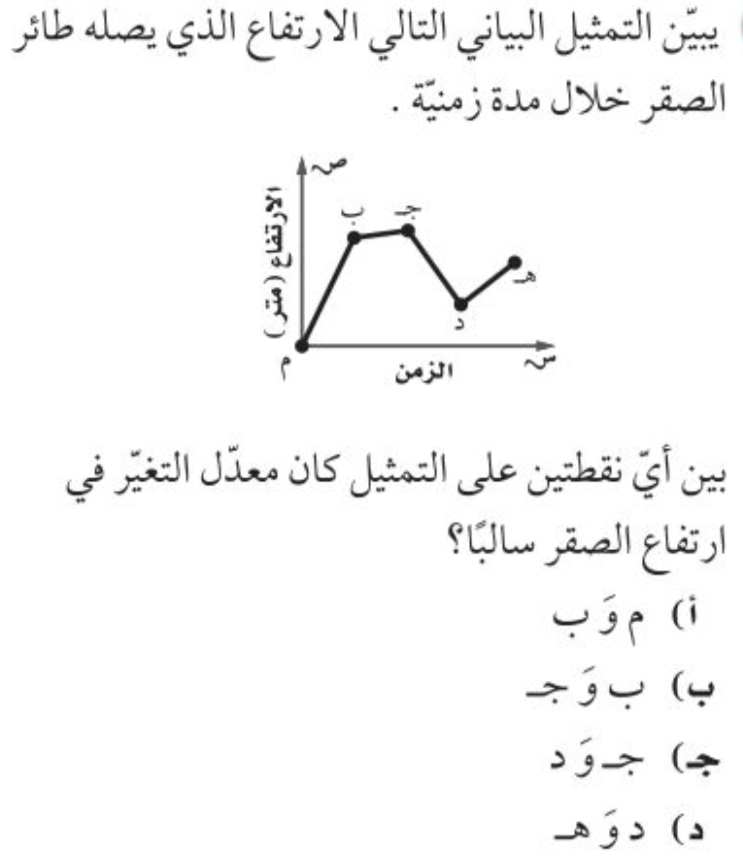 يبيّن التمثيل البياني التالي الارتفاع الذي يصله طائر
الصقر خلال مدة زمنيّة .
ص
الارتفاع (متر)
ب
جـ
د
هـ
م
الزمن
س
بين أيّ نقطتين على التمثيل كان معدّل التغيّر في
ارتفاع الصقر سالبًا؟
أ) م وَ ب
ب) ب وَ جـ
جـ) جـ وَ د
د) د وَ هـ